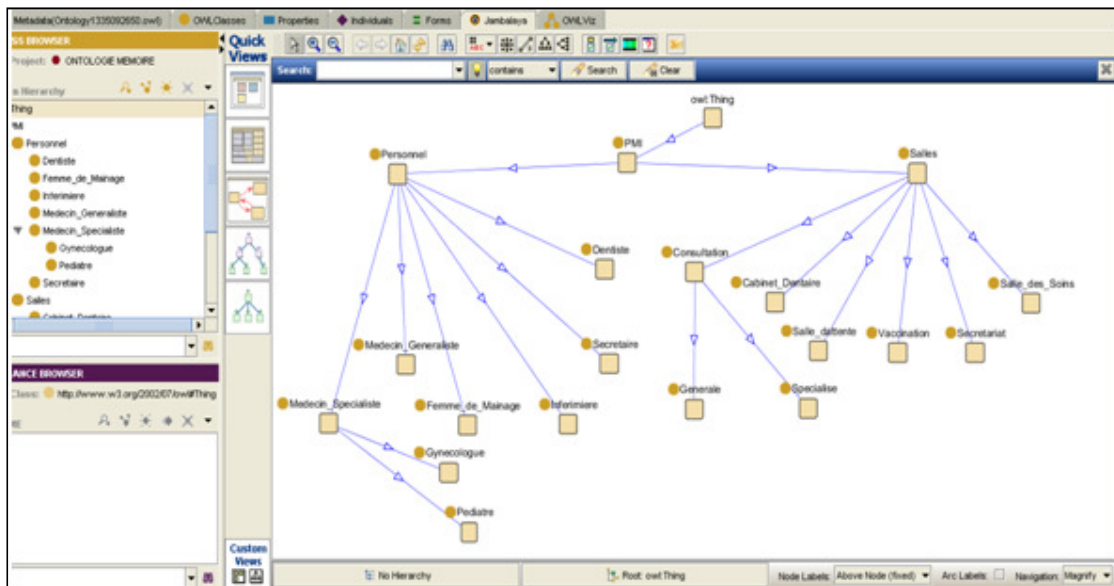 Metadata(Ontology1335092650.owl) OWLClasses Properties Individuals Forms Jambalaya OWLViz
SS BROWSER
Project: ONTOLOGIE MEMOIRE
Hierarchy
Thing
PMI
Personnel
Dentiste
Femme_de_Mainage
Inferimiere
Medecin_Generaliste
Medecin_Specialiste
Gynecologue
Pediatre
Secretaire
Salles
Cabinet_Dentaire
ANCE BROWSER
Class: http://www.w3.org/2002/07/owl#Thing
Quick
Views
Custom
Views
Search: contains Search Clear
owl:Thing
PMI
Personnel
Salles
Dentiste
Consultation
Cabinet_Dentaire
Salle_des_Soins
Salle_dattente
Vaccination
Secretariat
Medecin_Generaliste
Secretaire
Generale
Specialise
Medecin_Specialiste
Femme_de_Mainage
Inferimiere
Gynecologue
Pediatre
No Hierarchy Root: owl:Thing Node Labels: Above Node (fixed) Arc Labels: Navigation: Magnify